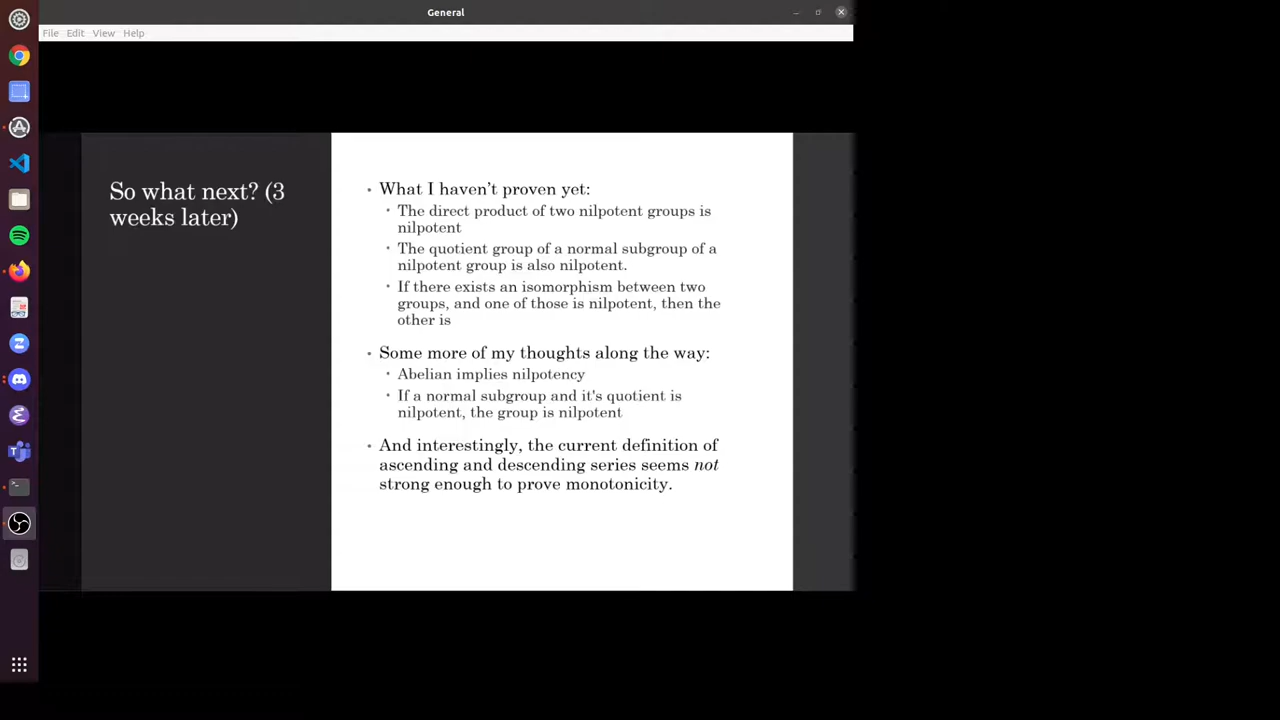 General
File Edit View Help
So what next? (3
weeks later)
• What I haven't proven yet:
• The direct product of two nilpotent groups is
nilpotent
• The quotient group of a normal subgroup of a
nilpotent group is also nilpotent.
• If there exists an isomorphism between two
groups, and one of those is nilpotent, then the
other is
• Some more of my thoughts along the way:
• Abelian implies nilpotency
• If a normal subgroup and it's quotient is
nilpotent, the group is nilpotent
• And interestingly, the current definition of
ascending and descending series seems not
strong enough to prove monotonicity.